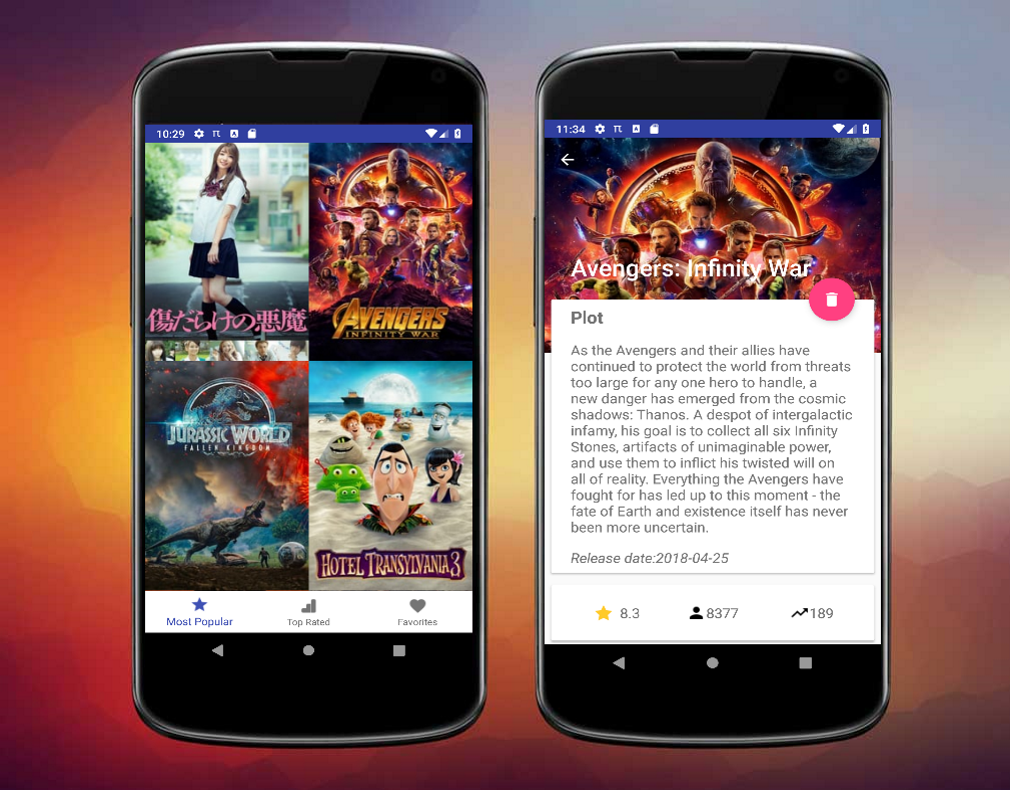 10:29
傷だらけの悪魔
AVENGERS
INFINITY WAR
JURASSIC WORLD
FALLEN KINGDOM
HOTEL TRANSYLVANIA 3
Most Popular
Top Rated
Favorites
11:34
Avengers: Infinity War
Plot
As the Avengers and their allies have
continued to protect the world from threats
too large for any one hero to handle, a
new danger has emerged from the cosmic
shadows: Thanos. A despot of intergalactic
infamy, his goal is to collect all six Infinity
Stones, artifacts of unimaginable power,
and use them to inflict his twisted will on
all of reality. Everything the Avengers have
fought for has led up to this moment - the
fate of Earth and existence itself has never
been more uncertain.
Release date:2018-04-25
8.3
8377
189